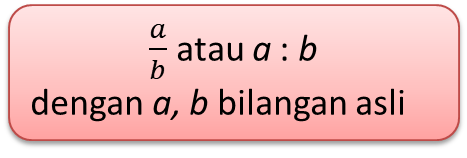 a/b atau a : b
dengan a, b bilangan asli